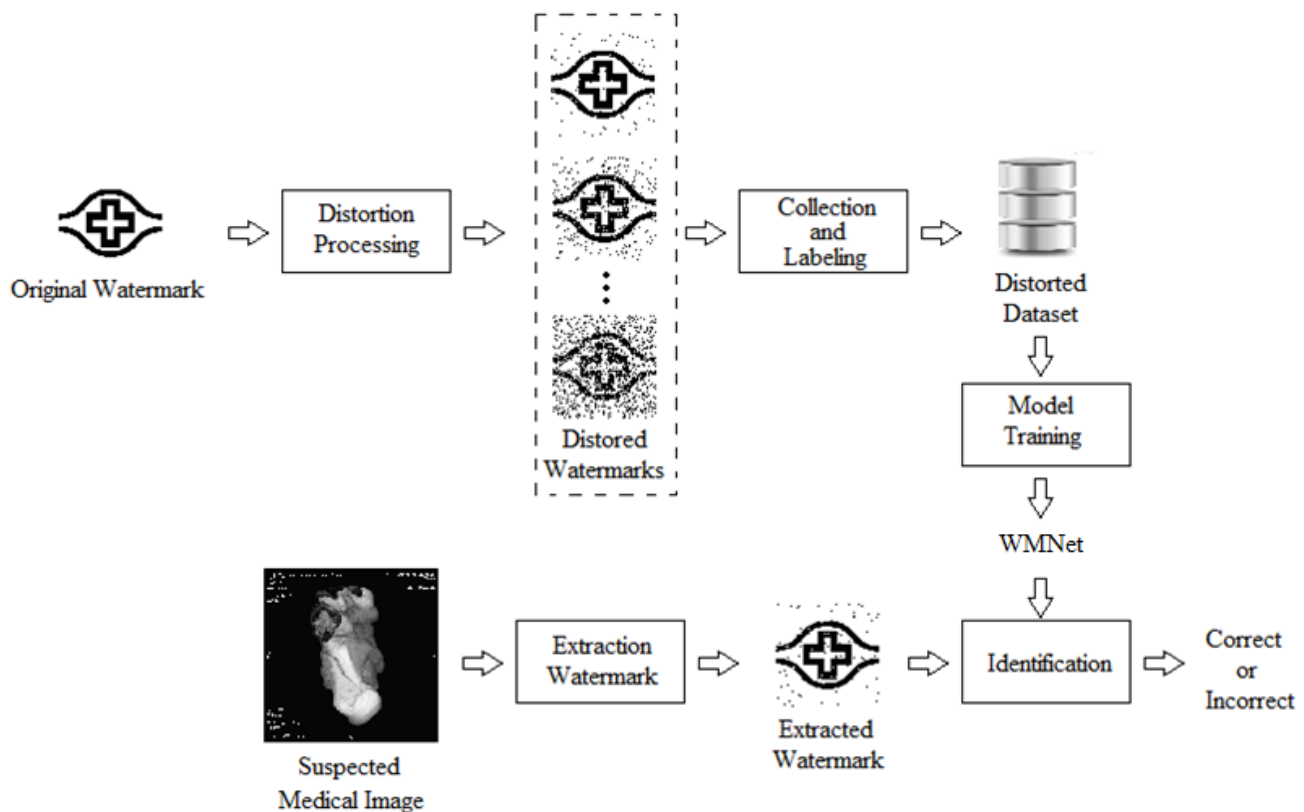 Original Watermark
Distortion
Processing
Distored
Watermarks
Collection
and
Labeling
Distorted
Dataset
Model
Training
WMNet
Suspected
Medical Image
Extraction
Watermark
Extracted
Watermark
Identification
Correct
or
Incorrect